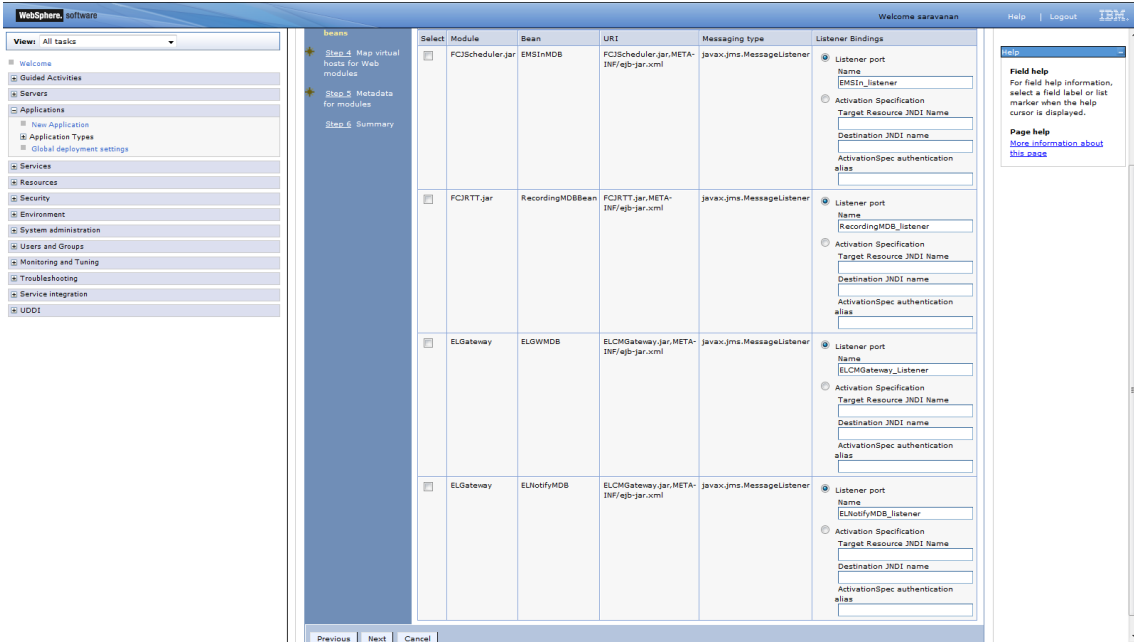 WebSphere. software
Welcome saravanan
Help | Logout
IBM.
View: All tasks
Welcome
Guided Activities
Servers
Applications
New Application
Application Types
Global deployment settings
Services
Resources
Security
Environment
System administration
Users and Groups
Monitoring and Tuning
Troubleshooting
Service integration
UDDI
beans
Step 4 Map virtual
hosts for Web
modules
Step 5 Metadata
for modules
Step 6 Summary
Select Module Bean URI Messaging type Listener Bindings
FCJScheduler.jar EMSInMDB FCJScheduler.jar,META- javax.jms.MessageListener
INF/ejb-jar.xml
Listener port
Name
EMSIn_listener
Activation Specification
Target Resource JNDI Name
Destination JNDI name
ActivationSpec authentication
alias
FCJRTT.jar RecordingMDBBean FCJRTT.jar,META- javax.jms.MessageListener
INF/ejb-jar.xml
Listener port
Name
RecordingMDB_listener
Activation Specification
Target Resource JNDI Name
Destination JNDI name
ActivationSpec authentication
alias
ELGateway ELGWMDB ELCMGateway.jar,META- javax.jms.MessageListener
INF/ejb-jar.xml
Listener port
Name
ELCMGateway_Listener
Activation Specification
Target Resource JNDI Name
Destination JNDI name
ActivationSpec authentication
alias
ELGateway ELNotifyMDB ELCMGateway.jar,META- javax.jms.MessageListener
INF/ejb-jar.xml
Listener port
Name
ELNotifyMDB_listener
Activation Specification
Target Resource JNDI Name
Destination JNDI name
ActivationSpec authentication
alias
Previous Next Cancel
Help
Field help
For field help information,
select a field label or list
marker when the help
cursor is displayed.
Page help
More information about
this page